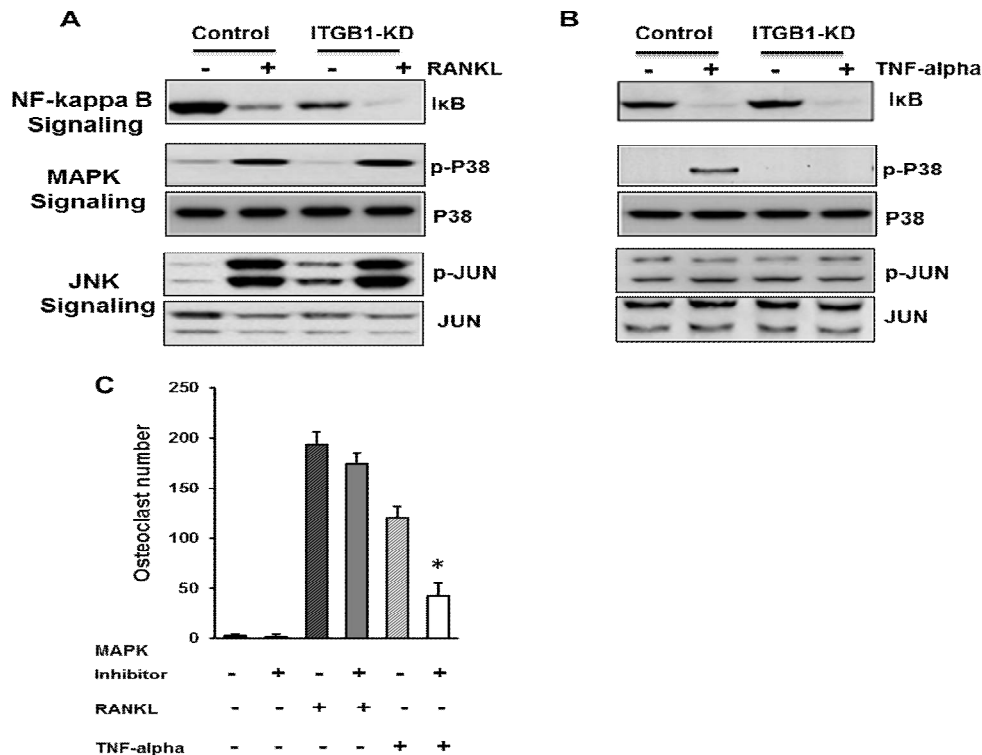 A
Control ITGB1-KD
- + - + RANKL
NF-kappa B
Signaling
IκB
MAPK
Signaling
p-P38
P38
JNK
Signaling
p-JUN
JUN
B
Control ITGB1-KD
- + - + TNF-alpha
IκB
p-P38
P38
p-JUN
JUN
C
Osteoclast number
250
200
150
100
50
0
*
MAPK
Inhibitor - + - + - +
RANKL - - + + - -
TNF-alpha - - - - + +